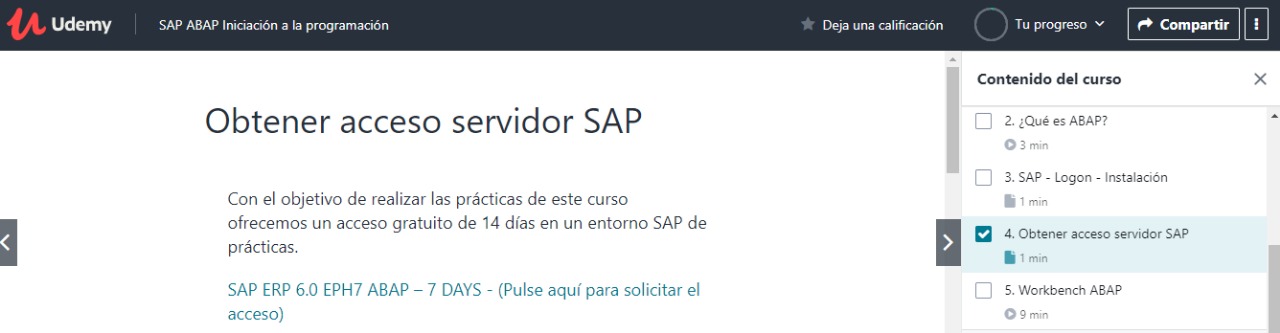 Udemy
SAP ABAP Iniciación a la programación
Deja una calificación
Tu progreso
Compartir
Obtener acceso servidor SAP
Con el objetivo de realizar las prácticas de este curso
ofrecemos un acceso gratuito de 14 días en un entorno SAP de
prácticas.
SAP ERP 6.0 EPH7 ABAP – 7 DAYS - (Pulse aquí para solicitar el
acceso)
Contenido del curso
2. ¿Qué es ABAP?
3 min
3. SAP - Logon - Instalación
1 min
4. Obtener acceso servidor SAP
1 min
5. Workbench ABAP
9 min